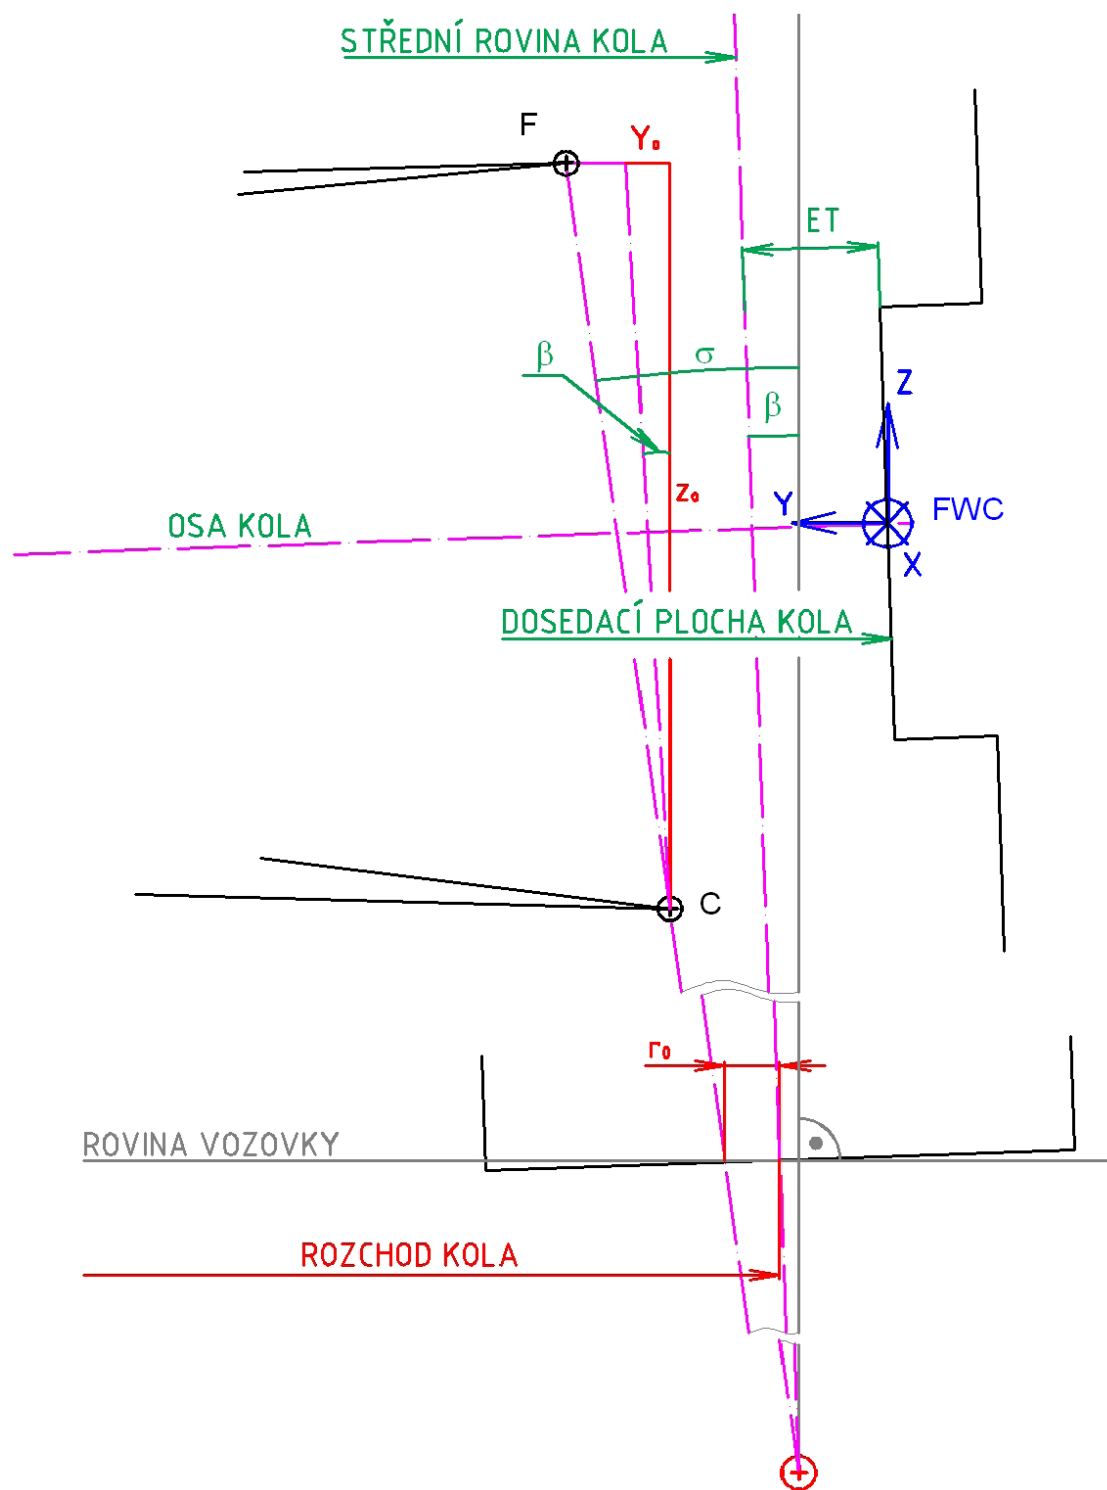 STŘEDNÍ ROVINA KOLA
F
Y₀
ET
β
σ
β
Z
Z₀
Y
FWC
OSA KOLA
X
DOSEDACÍ PLOCHA KOLA
C
r₀
ROVINA VOZOVKY
ROZCHOD KOLA